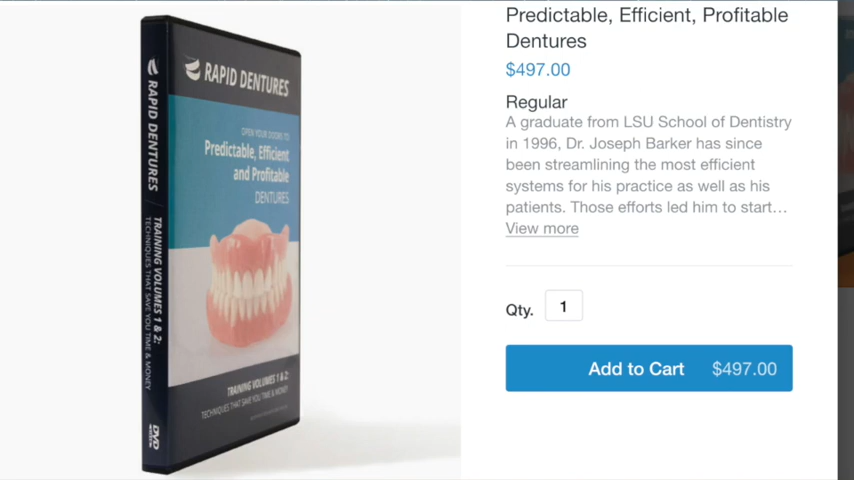 RAPID DENTURES
TRAINING VOLUMES 1 & 2:
TECHNIQUES THAT SAVE YOU TIME & MONEY
DVD
RAPID DENTURES
OPEN YOUR DOORS TO
Predictable, Efficient
and Profitable
DENTURES
TRAINING VOLUMES 1 & 2:
TECHNIQUES THAT SAVE YOU TIME & MONEY
Predictable, Efficient, Profitable
Dentures
$497.00
Regular
A graduate from LSU School of Dentistry
in 1996, Dr. Joseph Barker has since
been streamlining the most efficient
systems for his practice as well as his
patients. Those efforts led him to start...
View more
Qty. 1
Add to Cart $497.00